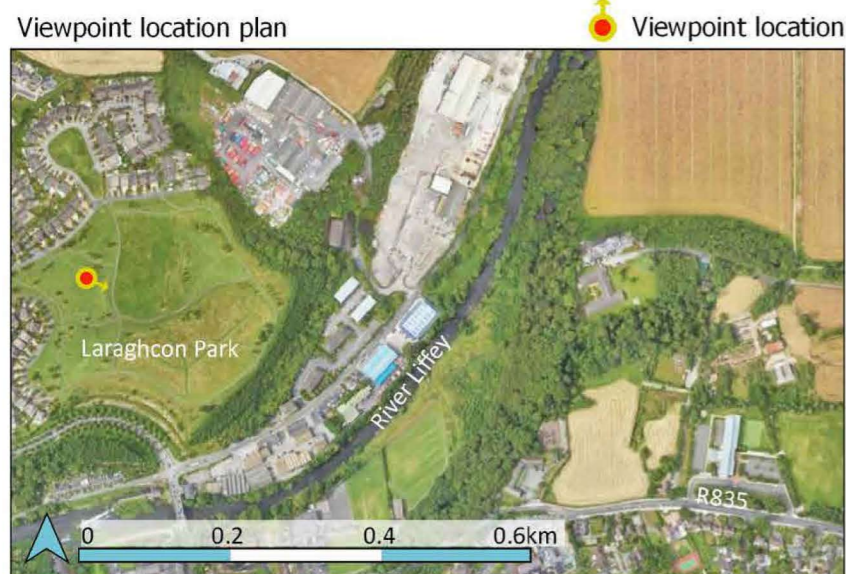 Viewpoint location plan
Viewpoint location
Laraghcon Park
River Liffey
R835
0 0.2 0.4 0.6km